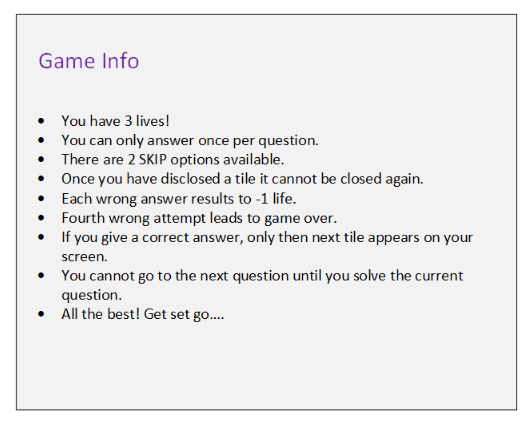 Game Info
• You have 3 lives!
• You can only answer once per question.
• There are 2 SKIP options available.
• Once you have disclosed a tile it cannot be closed again.
• Each wrong answer results to -1 life.
• Fourth wrong attempt leads to game over.
• If you give a correct answer, only then next tile appears on your
screen.
• You cannot go to the next question until you solve the current
question.
• All the best! Get set go....